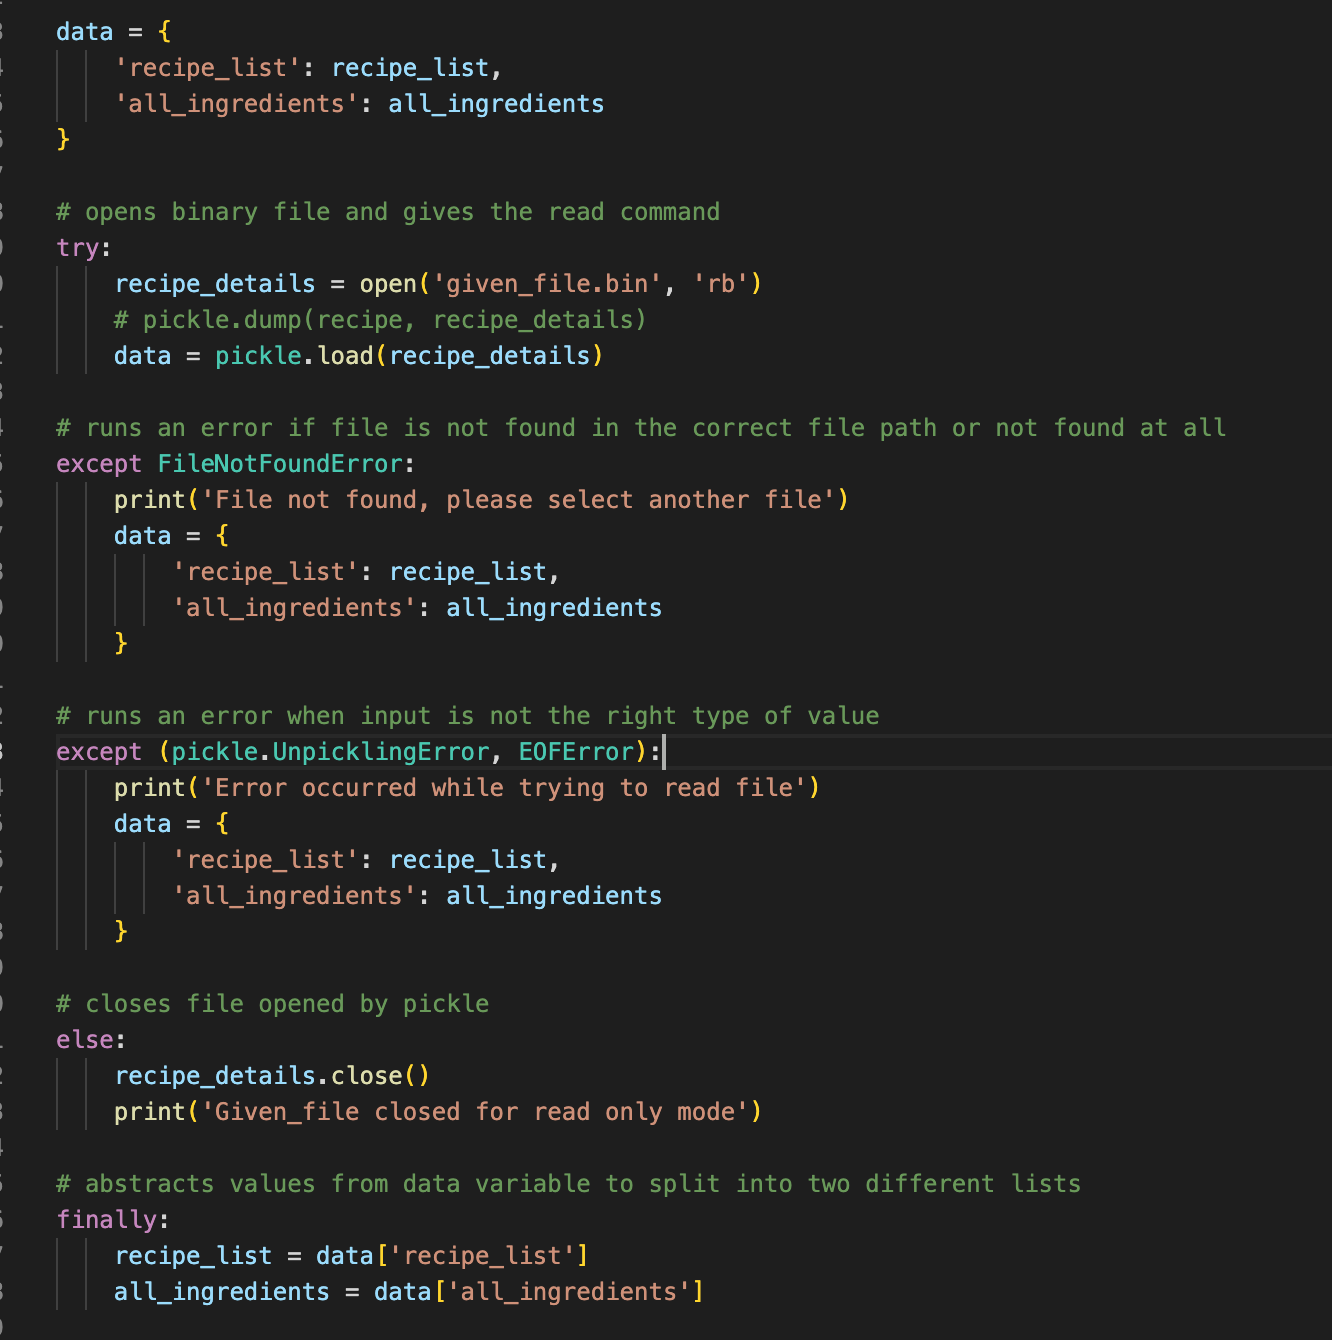 data = {
    'recipe_list': recipe_list,
    'all_ingredients': all_ingredients
}

# opens binary file and gives the read command
try:
    recipe_details = open('given_file.bin', 'rb')
    # pickle.dump(recipe, recipe_details)
    data = pickle.load(recipe_details)

# runs an error if file is not found in the correct file path or not found at all
except FileNotFoundError:
    print('File not found, please select another file')
    data = {
        'recipe_list': recipe_list,
        'all_ingredients': all_ingredients
    }

# runs an error when input is not the right type of value
except (pickle.UnpicklingError, EOFError):
    print('Error occurred while trying to read file')
    data = {
        'recipe_list': recipe_list,
        'all_ingredients': all_ingredients
    }

# closes file opened by pickle
else:
    recipe_details.close()
    print('Given_file closed for read only mode')

# abstracts values from data variable to split into two different lists
finally:
    recipe_list = data['recipe_list']
    all_ingredients = data['all_ingredients']